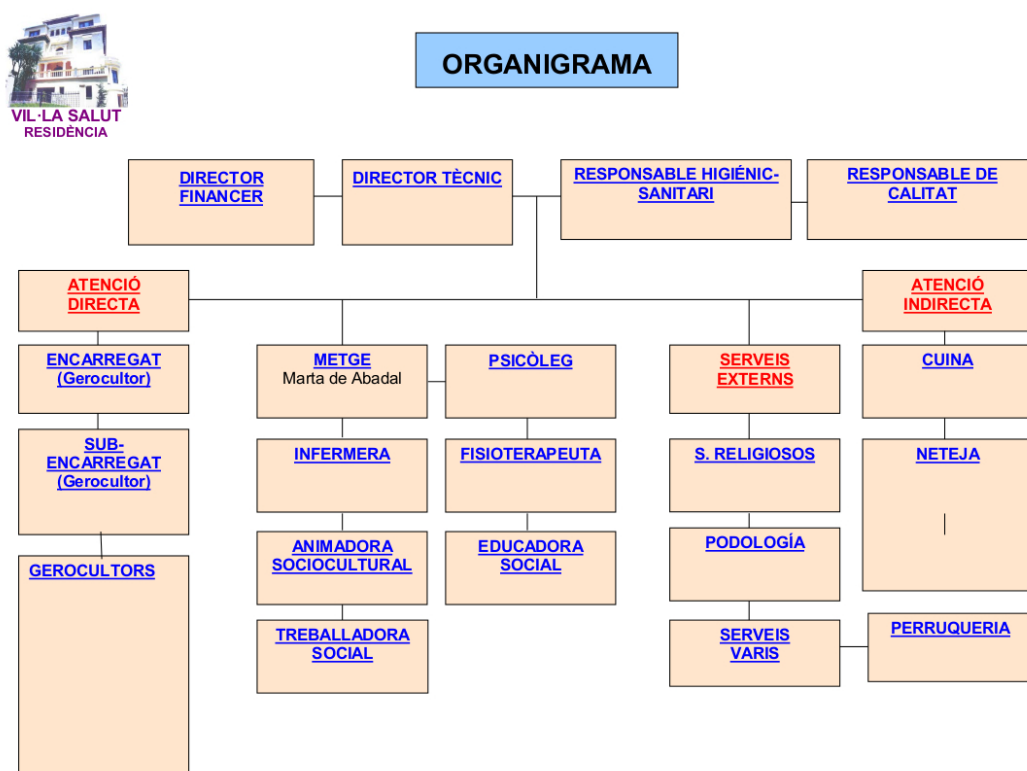 VIL·LA SALUT
RESIDÈNCIA
ORGANIGRAMA
DIRECTOR
FINANCER
DIRECTOR TÈCNIC
RESPONSABLE HIGIÉNIC-
SANITARI
RESPONSABLE DE
CALITAT
ATENCIÓ
DIRECTA
ATENCIÓ
INDIRECTA
ENCARREGAT
(Gerocultor)
METGE
Marta de Abadal
PSICÒLEG
SERVEIS
EXTERNS
CUINA
SUB-
ENCARREGAT
(Gerocultor)
INFERMERA
FISIOTERAPEUTA
S. RELIGIOSOS
NETEJA
GEROCULTORS
ANIMADORA
SOCIOCULTURAL
EDUCADORA
SOCIAL
PODOLOGÍA
TREBALLADORA
SOCIAL
SERVEIS
VARIS
PERRUQUERIA